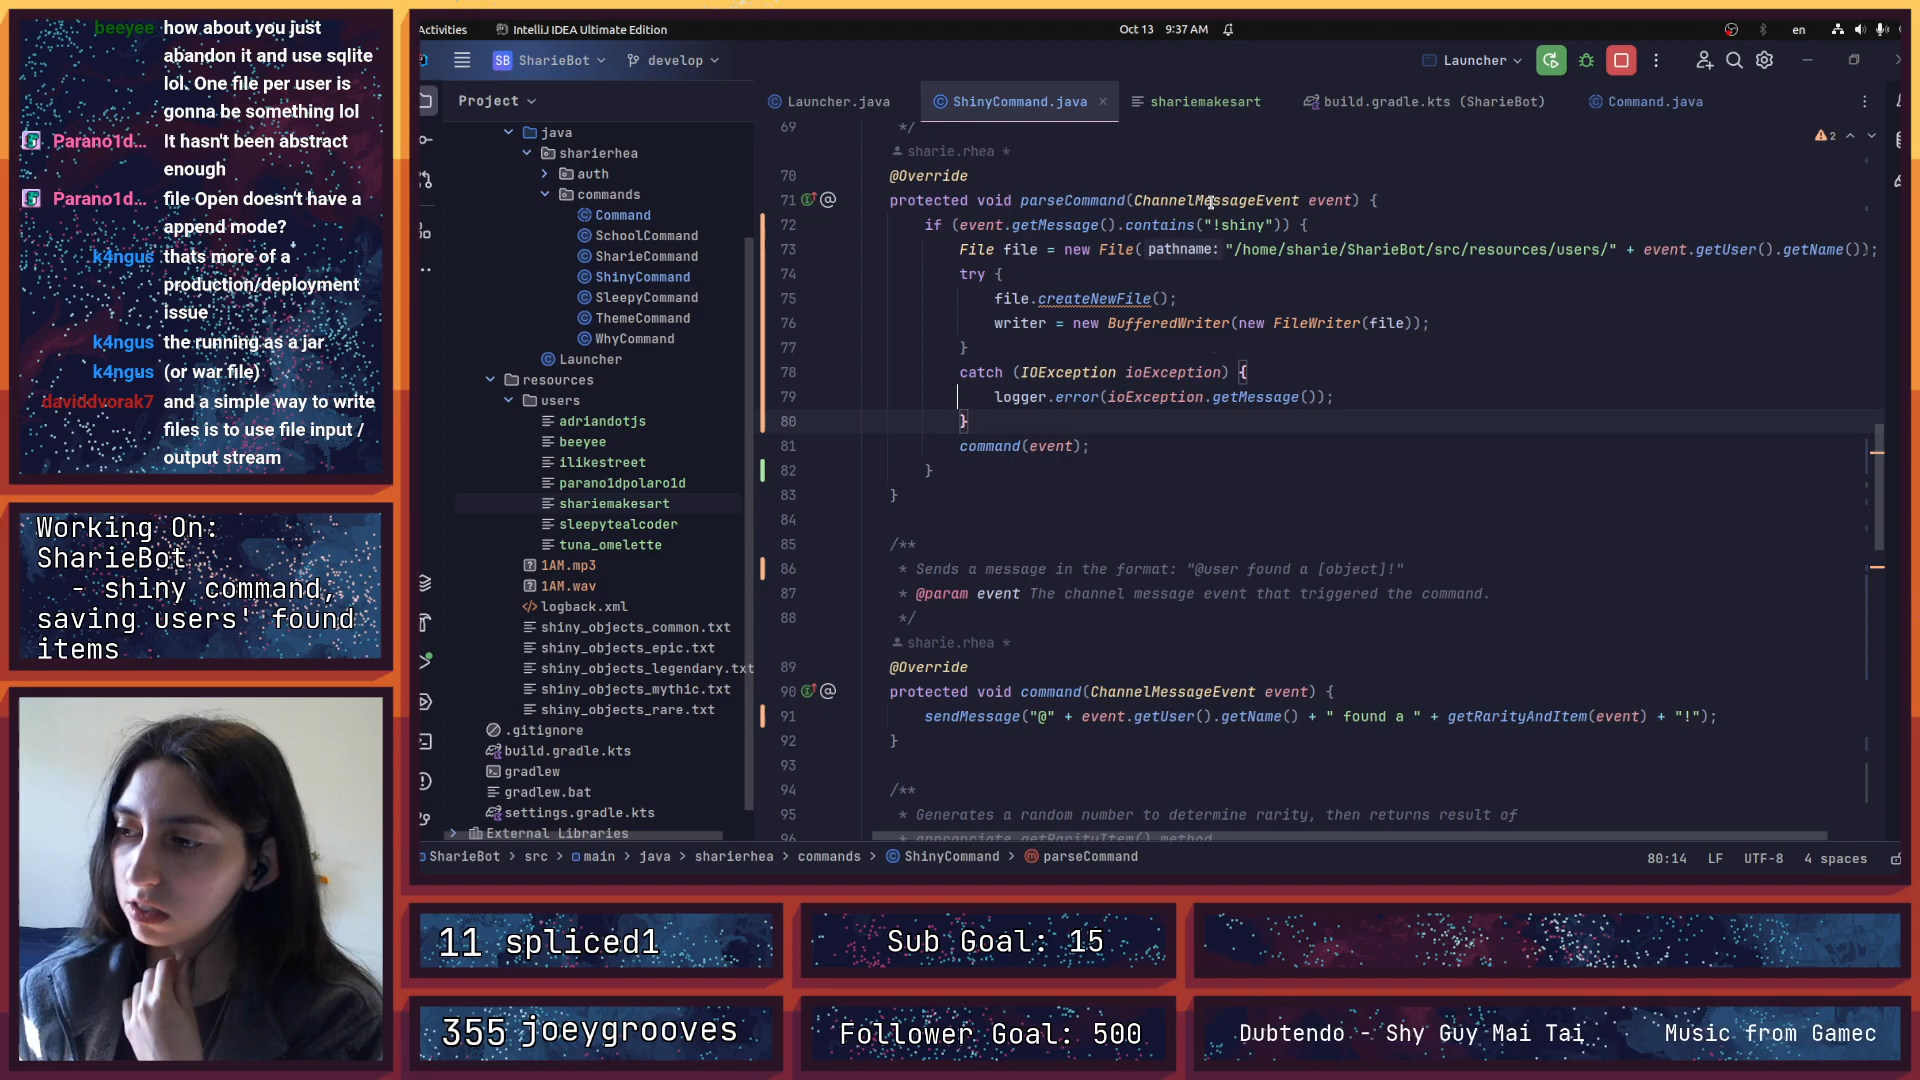 beeyee how about you just
abandon it and use sqlite
lol. One file per user is
gonna be something lol
Parano1d... It hasn't been abstract
enough
Parano1d... file Open doesn't have a
append mode?
k4ngus thats more of a
production/deployment
issue
k4ngus the running as a jar
k4ngus (or war file)
daviddvorak7 and a simple way to write
files is to use file input /
output stream
Working On:
SharieBot
- shiny command,
saving users' found
items
Activities
IntelliJ IDEA Ultimate Edition
Oct 13 9:37 AM
en
SB SharieBot
develop
Launcher
Project
java
sharierhea
auth
commands
Command
SchoolCommand
SharieCommand
ShinyCommand
SleepyCommand
ThemeCommand
WhyCommand
Launcher
resources
users
adriandotjs
beeyee
ilikestreet
parano1dpolaro1d
shariemakesart
sleepytealcoder
tuna_omelette
1AM.mp3
1AM.wav
logback.xml
shiny_objects_common.txt
shiny_objects_epic.txt
shiny_objects_legendary.txt
shiny_objects_mythic.txt
shiny_objects_rare.txt
.gitignore
build.gradle.kts
gradlew
gradlew.bat
settings.gradle.kts
External Libraries
Launcher.java
ShinyCommand.java
shariemakesart
build.gradle.kts (SharieBot)
Command.java
2
69 */
sharie.rhea *
70 @Override
71 protected void parseCommand(ChannelMessageEvent event) {
72 if (event.getMessage().contains("!shiny")) {
73 File file = new File( pathname: "/home/sharie/SharieBot/src/resources/users/" + event.getUser().getName());
74 try {
75 file.createNewFile();
76 writer = new BufferedWriter(new FileWriter(file));
77 }
78 catch (IOException ioException) {
79 logger.error(ioException.getMessage());
80 }
81 command(event);
82 }
83 }
84
85 /**
86 * Sends a message in the format: "@user found a [object]!"
87 * @param event The channel message event that triggered the command.
88 */
sharie.rhea *
89 @Override
90 protected void command(ChannelMessageEvent event) {
91 sendMessage("@" + event.getUser().getName() + " found a " + getRarityAndItem(event) + "!");
92 }
93
94 /**
95 * Generates a random number to determine rarity, then returns result of
96 * appropriate getRarityItem() method
SharieBot > src > main > java > sharierhea > commands > ShinyCommand > parseCommand
80:14 LF UTF-8 4 spaces
11 spliced1
Sub Goal: 15
355 joeygrooves
Follower Goal: 500
Dubtendo - Shy Guy Mai Tai
Music from Gamec